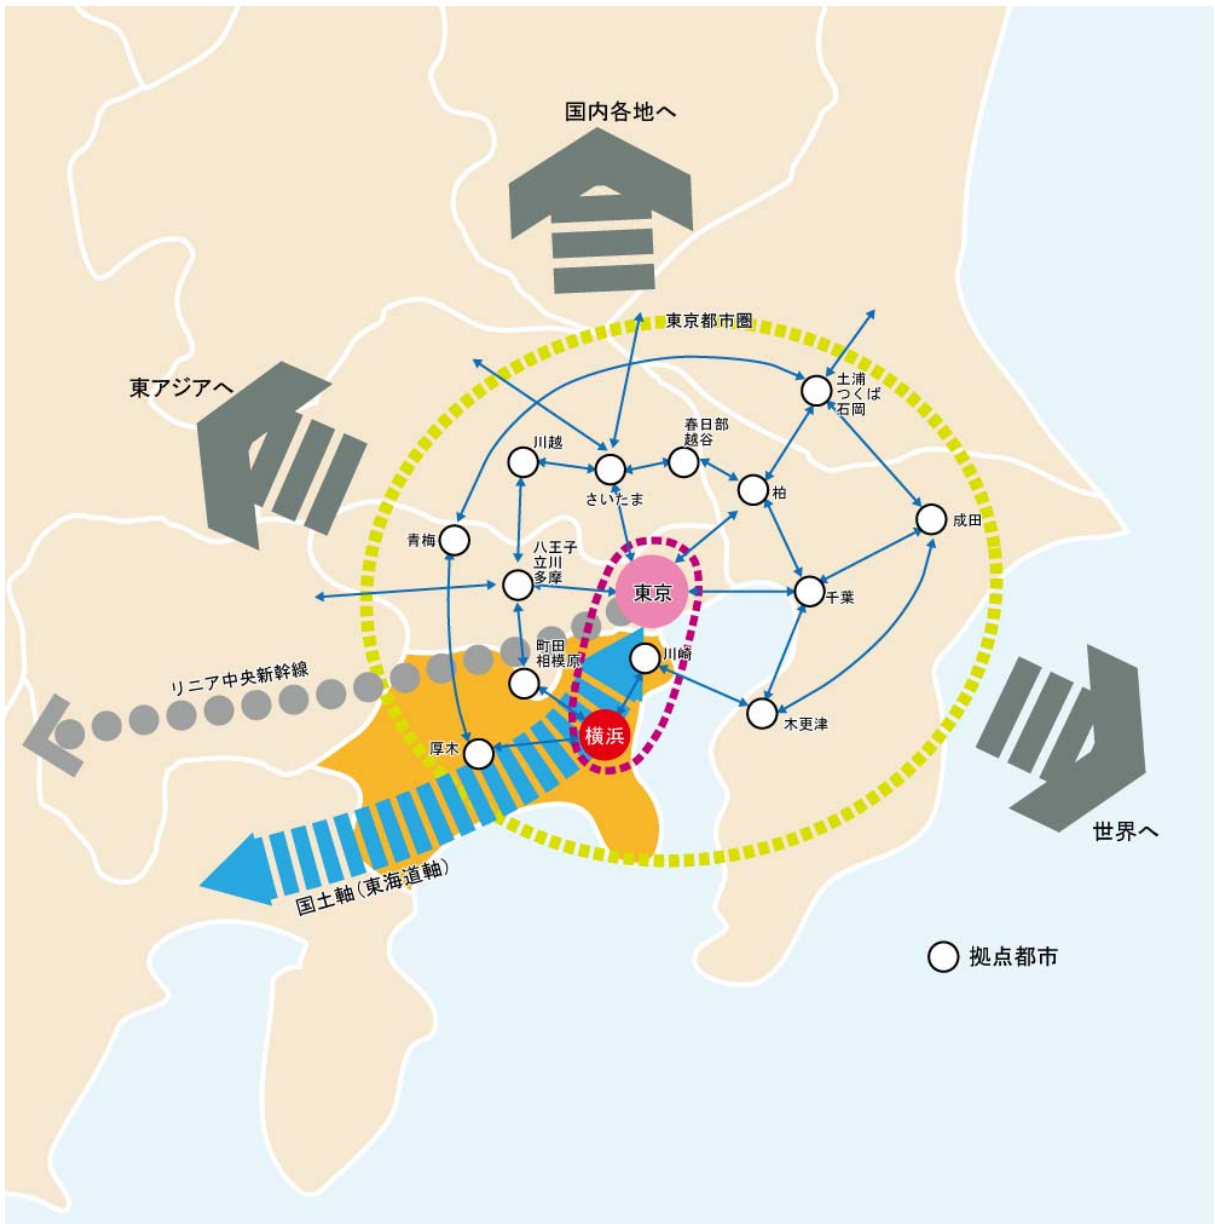 国内各地へ
東京都市圏
東アジアへ
土浦
つくば
石岡
春日部
越谷
川越
さいたま
柏
成田
青梅
八王子
立川
多摩
東京
千葉
町田
相模原
川崎
リニア中央新幹線
木更津
横浜
厚木
世界へ
国土軸(東海道軸)
拠点都市